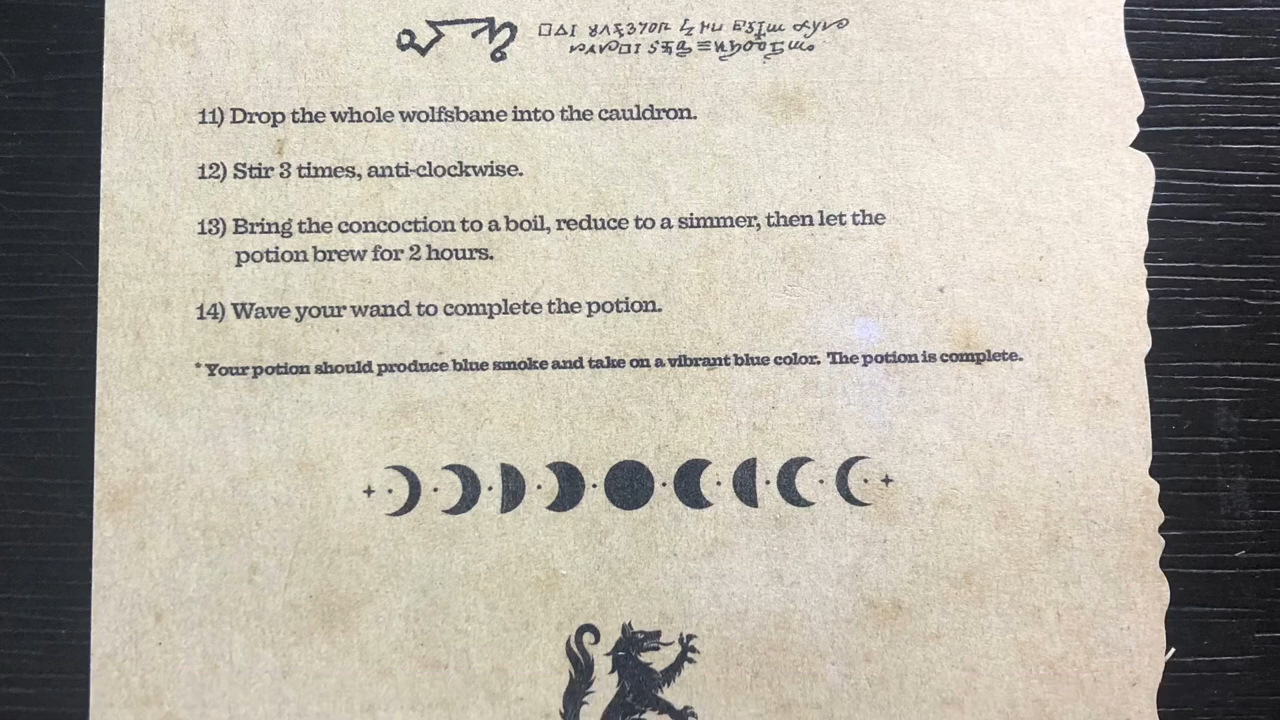 11) Drop the whole wolfsbane into the cauldron.
12) Stir 3 times, anti-clockwise.
13) Bring the concoction to a boil, reduce to a simmer, then let the
potion brew for 2 hours.
14) Wave your wand to complete the potion.
* Your potion should produce blue smoke and take on a vibrant blue color. The potion is complete.